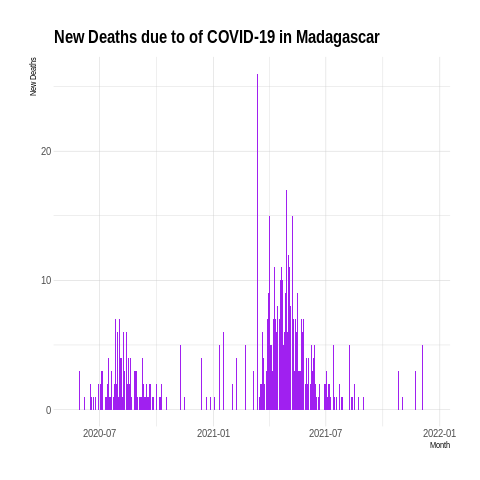 New Deaths due to of COVID-19 in Madagascar
New Deaths
20
10
0
2020-07 2021-01 2021-07 2022-01
Month